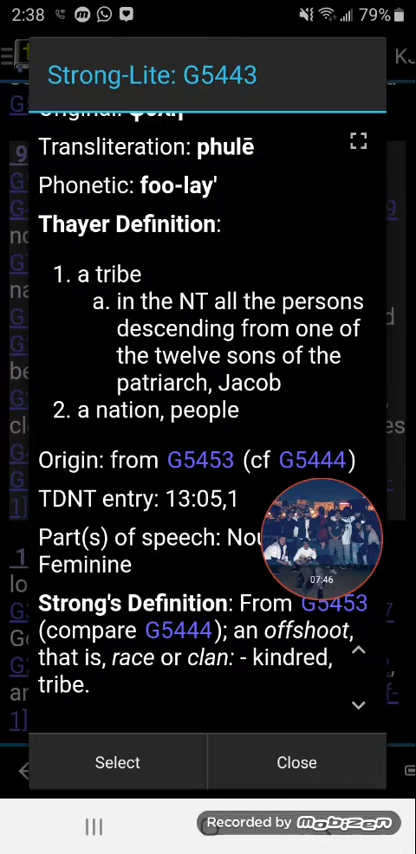 2:38
79%
Strong-Lite: G5443
KJ
Original: φυλή
Transliteration: phulē
Phonetic: foo-lay'
Thayer Definition:
1. a tribe
a. in the NT all the persons
descending from one of
the twelve sons of the
patriarch, Jacob
2. a nation, people
Origin: from G5453 (cf G5444)
TDNT entry: 13:05,1
Part(s) of speech: Nou
Feminine
07:46
Strong's Definition: From G5453
(compare G5444); an offshoot,
that is, race or clan: - kindred,
tribe.
Select
Close
Recorded by mobizen